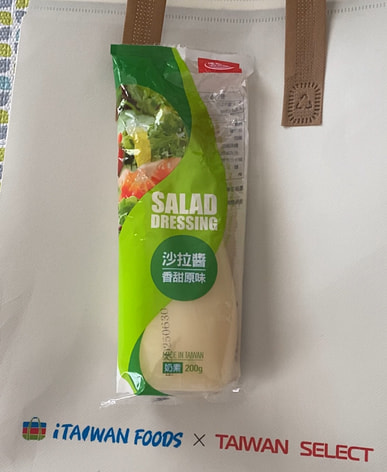 SALAD
DRESSING
沙拉醬
香甜原味
20250630
MADE IN TAIWAN
奶素 200g
iTAIWAN FOODS × TAIWAN SELECT